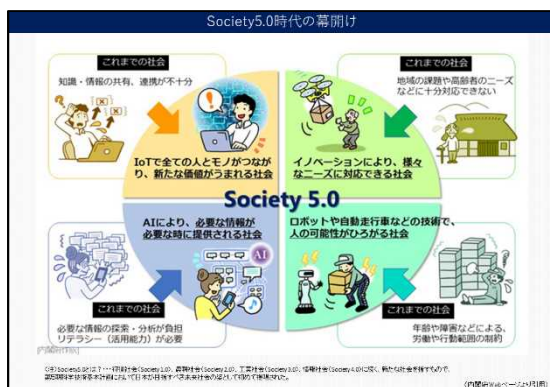 Society5.0時代の幕開け
これまでの社会
知識・情報の共有、連携が不十分
これまでの社会
地域の課題や高齢者のニーズ
などに十分対応できない
IoTで全ての人とモノがつなが
り、新たな価値がうまれる社会
イノベーションにより、様々
なニーズに対応できる社会
Society 5.0
AIにより、必要な情報が
必要な時に提供される社会
ロボットや自動走行車などの技術で、
人の可能性がひろがる社会
AI
これまでの社会
必要な情報の探索・分析が負担
リテラシー（活用能力）が必要
これまでの社会
年齢や障害などによる、
労働や行動範囲の制約
[内閣府作成]
(内閣府Webページより引用)